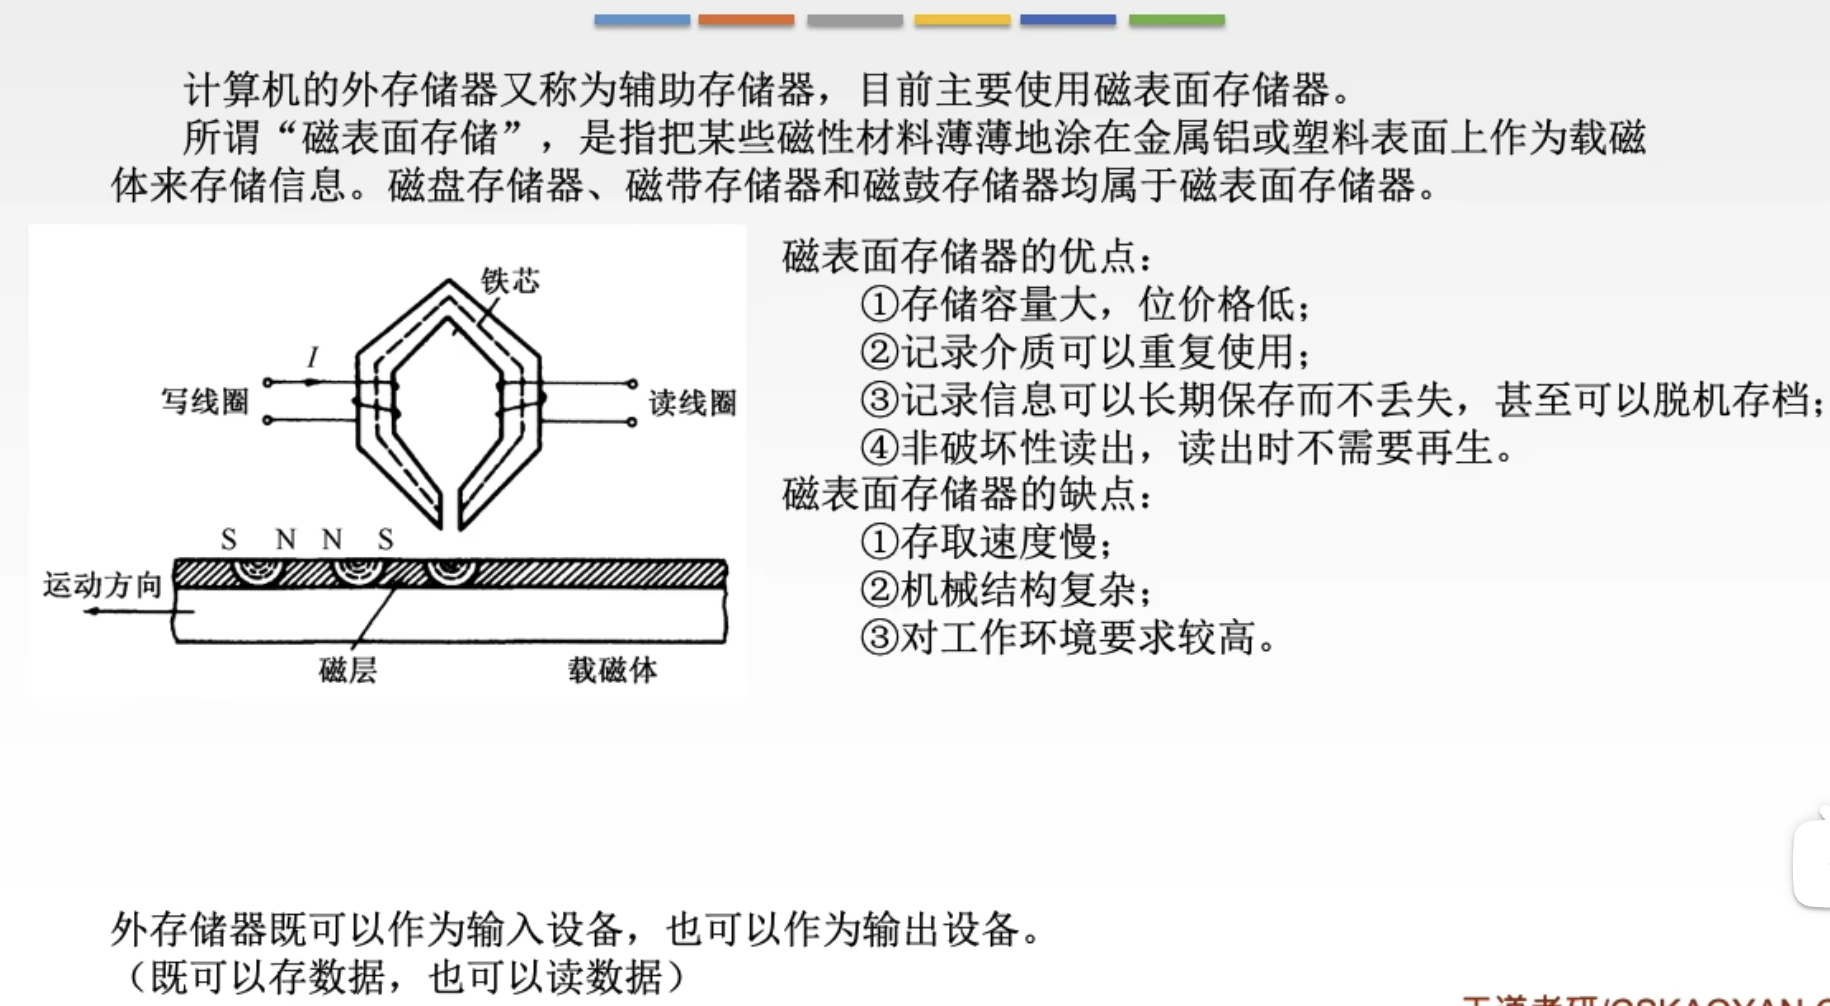 计算机的外存储器又称为辅助存储器，目前主要使用磁表面存储器。
所谓“磁表面存储”，是指把某些磁性材料薄薄地涂在金属铝或塑料表面上作为载磁
体来存储信息。磁盘存储器、磁带存储器和磁鼓存储器均属于磁表面存储器。
铁芯
I
写线圈
读线圈
S N N S
运动方向
磁层
载磁体
磁表面存储器的优点：
①存储容量大，位价格低；
②记录介质可以重复使用；
③记录信息可以长期保存而不丢失，甚至可以脱机存档；
④非破坏性读出，读出时不需要再生。
磁表面存储器的缺点：
①存取速度慢；
②机械结构复杂；
③对工作环境要求较高。
外存储器既可以作为输入设备，也可以作为输出设备。
（既可以存数据，也可以读数据）